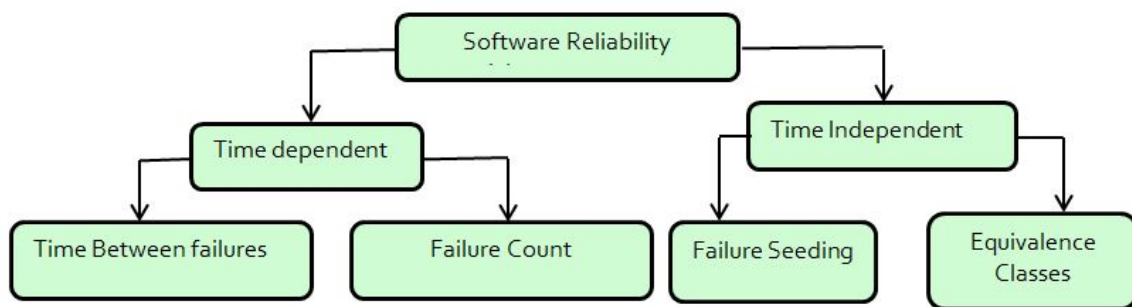 Software Reliability
Time dependent
Time Independent
Time Between failures
Failure Count
Failure Seeding
Equivalence
Classes